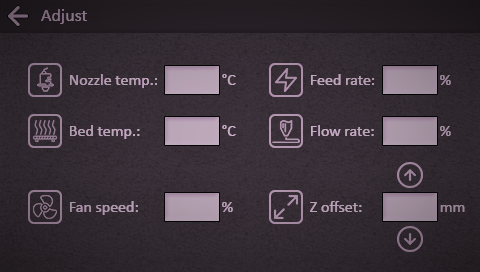 Adjust
Nozzle temp.: °C Feed rate: %
Bed temp.: °C Flow rate: %
Fan speed: % Z offset: mm